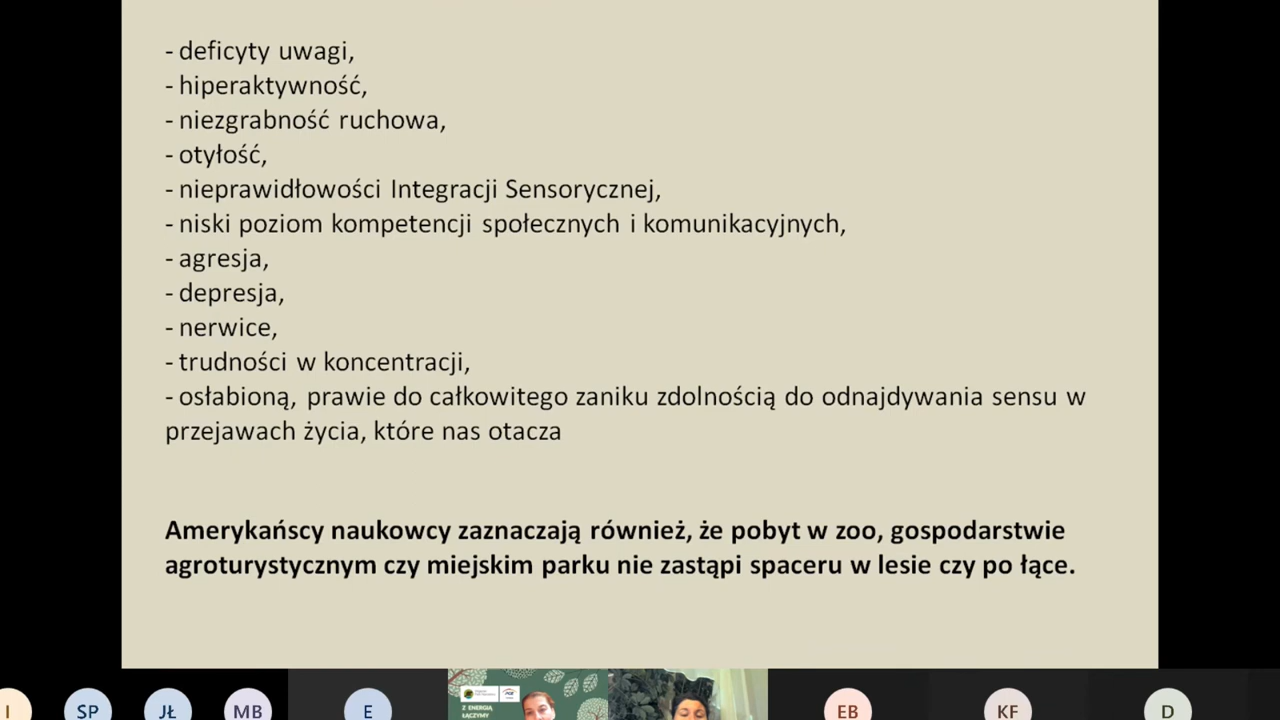 - deficyty uwagi,
- hiperaktywność,
- niezgrabność ruchowa,
- otyłość,
- nieprawidłowości Integracji Sensorycznej,
- niski poziom kompetencji społecznych i komunikacyjnych,
- agresja,
- depresja,
- nerwice,
- trudności w koncentracji,
- osłabioną, prawie do całkowitego zaniku zdolnością do odnajdywania sensu w
przejawach życia, które nas otacza
Amerykańscy naukowcy zaznaczają również, że pobyt w zoo, gospodarstwie
agroturystycznym czy miejskim parku nie zastąpi spaceru w lesie czy po łące.
Z ENERGIĄ
ŁĄCZYMY
I SP JŁ MB E EB KF D